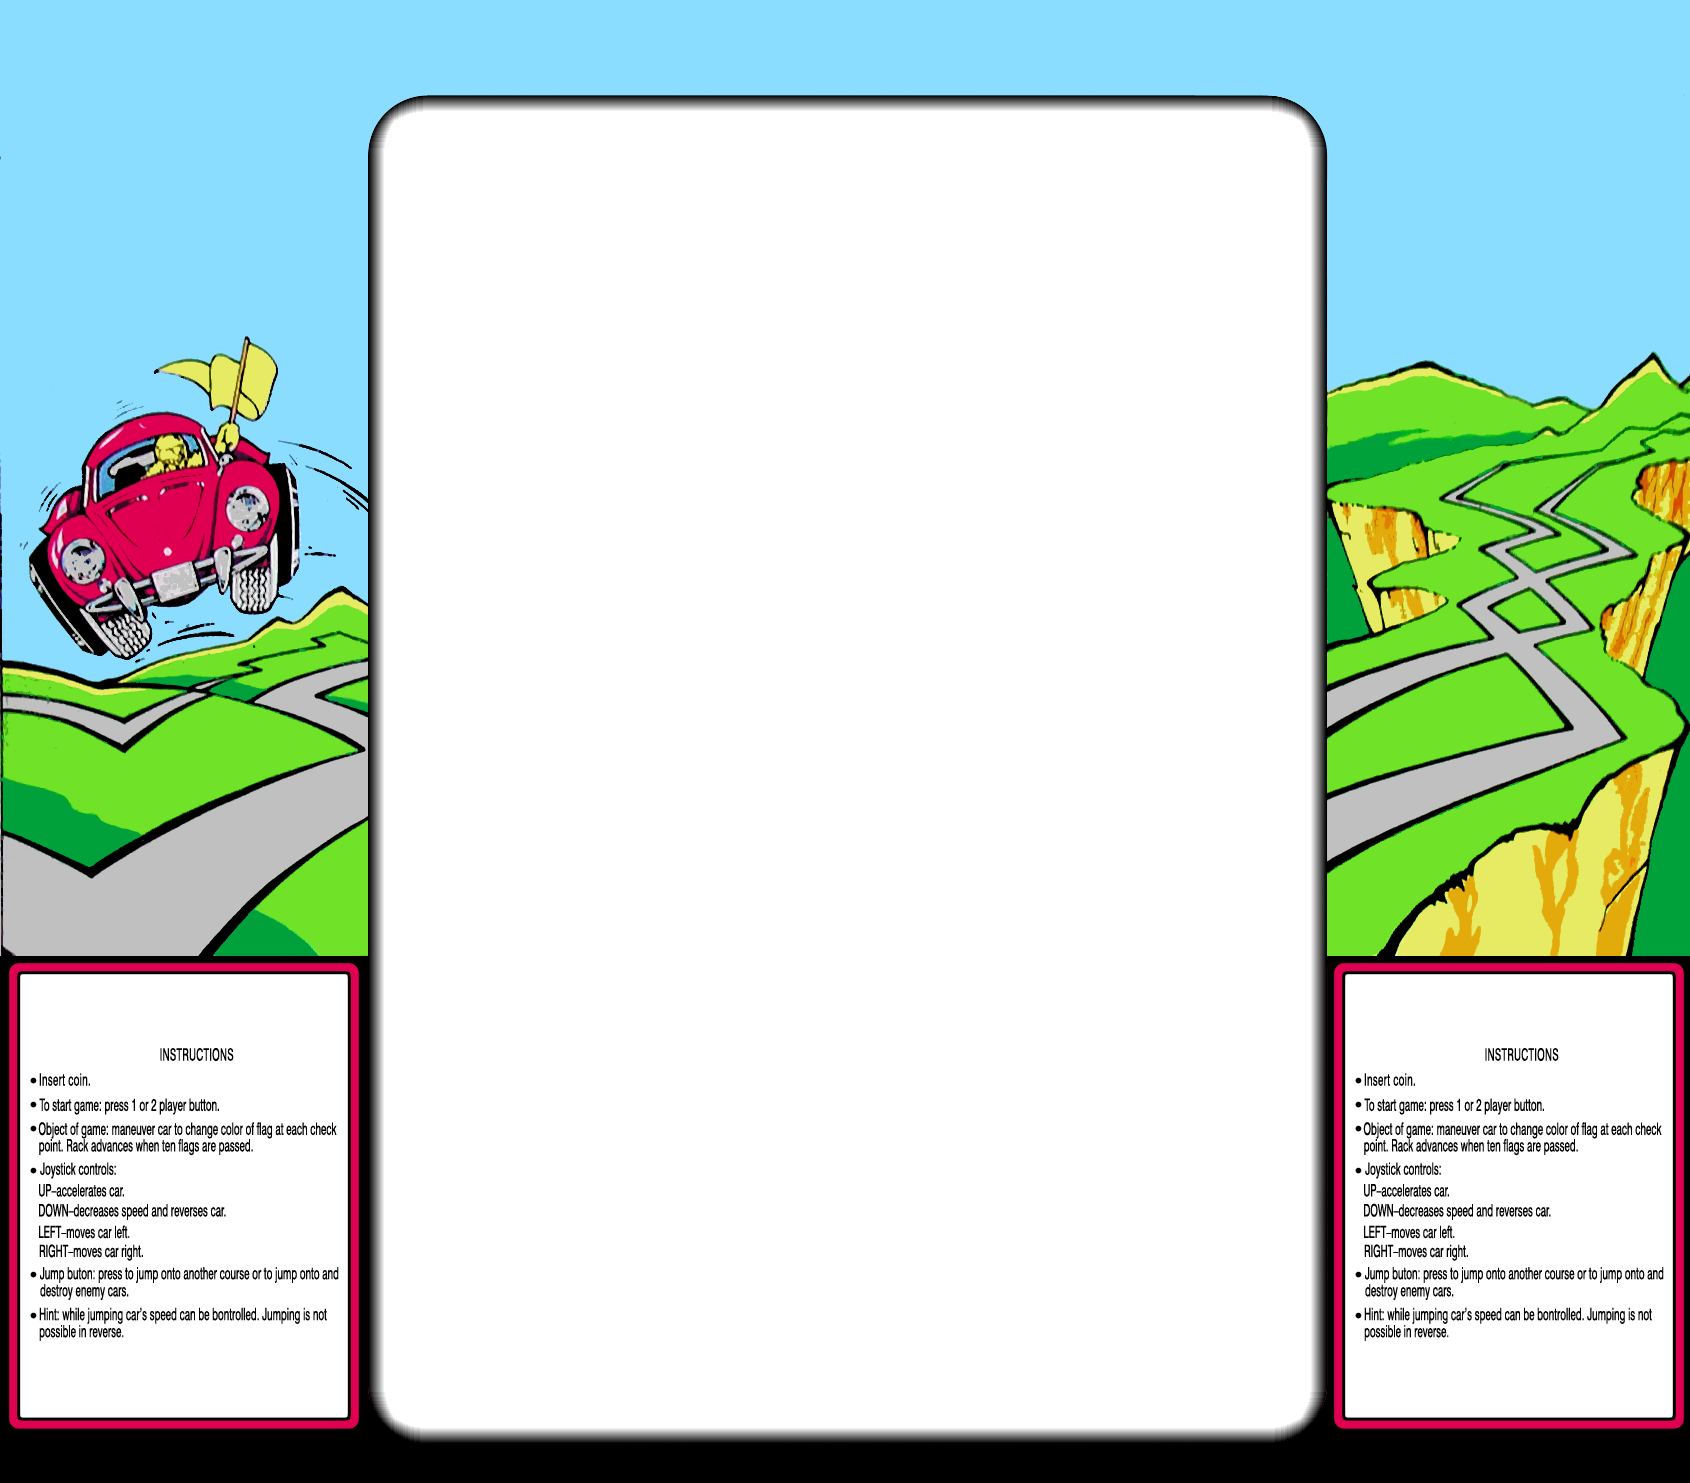 INSTRUCTIONS
• Insert coin.
• To start game: press 1 or 2 player button.
• Object of game: maneuver car to change color of flag at each check
point. Rack advances when ten flags are passed.
• Joystick controls:
UP–accelerates car.
DOWN–decreases speed and reverses car.
LEFT–moves car left.
RIGHT–moves car right.
• Jump buton: press to jump onto another course or to jump onto and
destroy enemy cars.
• Hint: while jumping car's speed can be bontrolled. Jumping is not
possible in reverse.
INSTRUCTIONS
• Insert coin.
• To start game: press 1 or 2 player button.
• Object of game: maneuver car to change color of flag at each check
point. Rack advances when ten flags are passed.
• Joystick controls:
UP–accelerates car.
DOWN–decreases speed and reverses car.
LEFT–moves car left.
RIGHT–moves car right.
• Jump buton: press to jump onto another course or to jump onto and
destroy enemy cars.
• Hint: while jumping car's speed can be bontrolled. Jumping is not
possible in reverse.